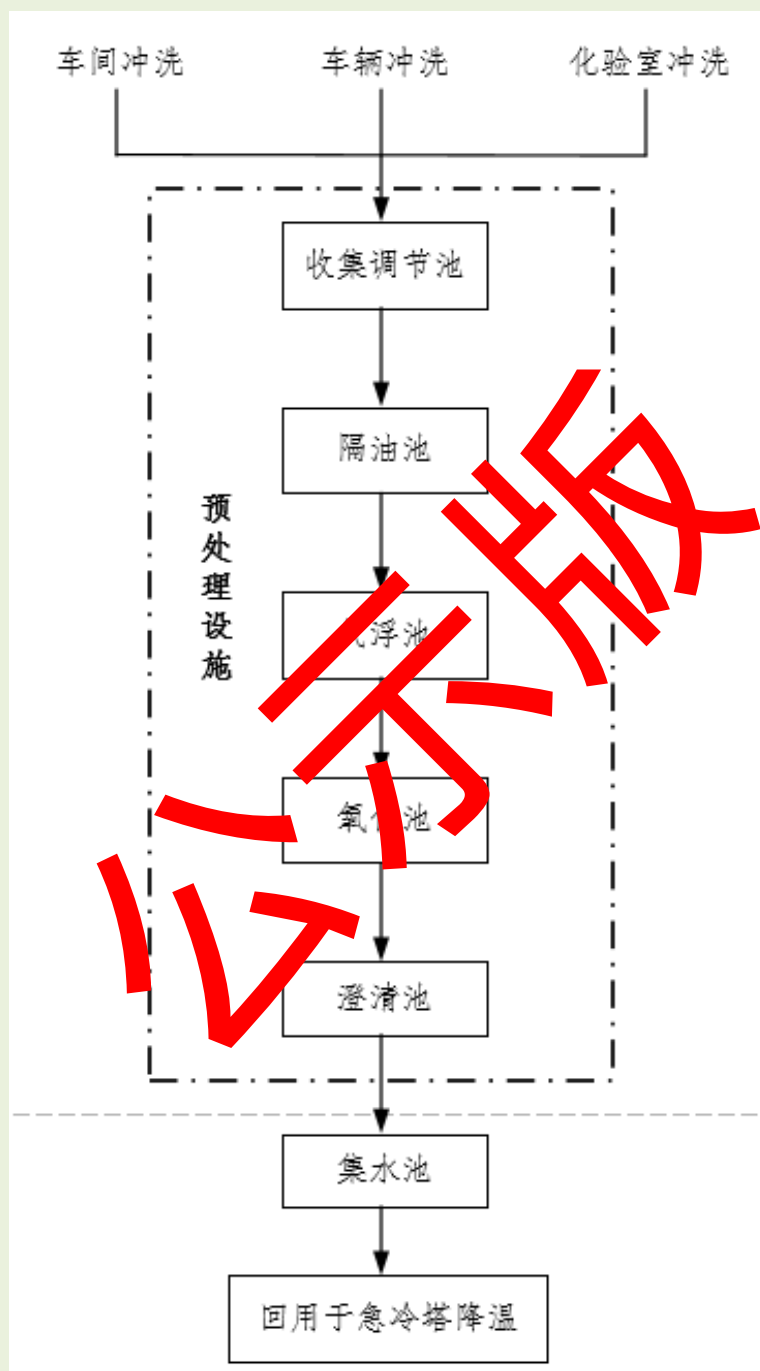 车间冲洗 车辆冲洗 化验室冲洗
收集调节池
隔油池
预处理设施
气浮池
氧化池
澄清池
集水池
回用于急冷塔降温
公示版